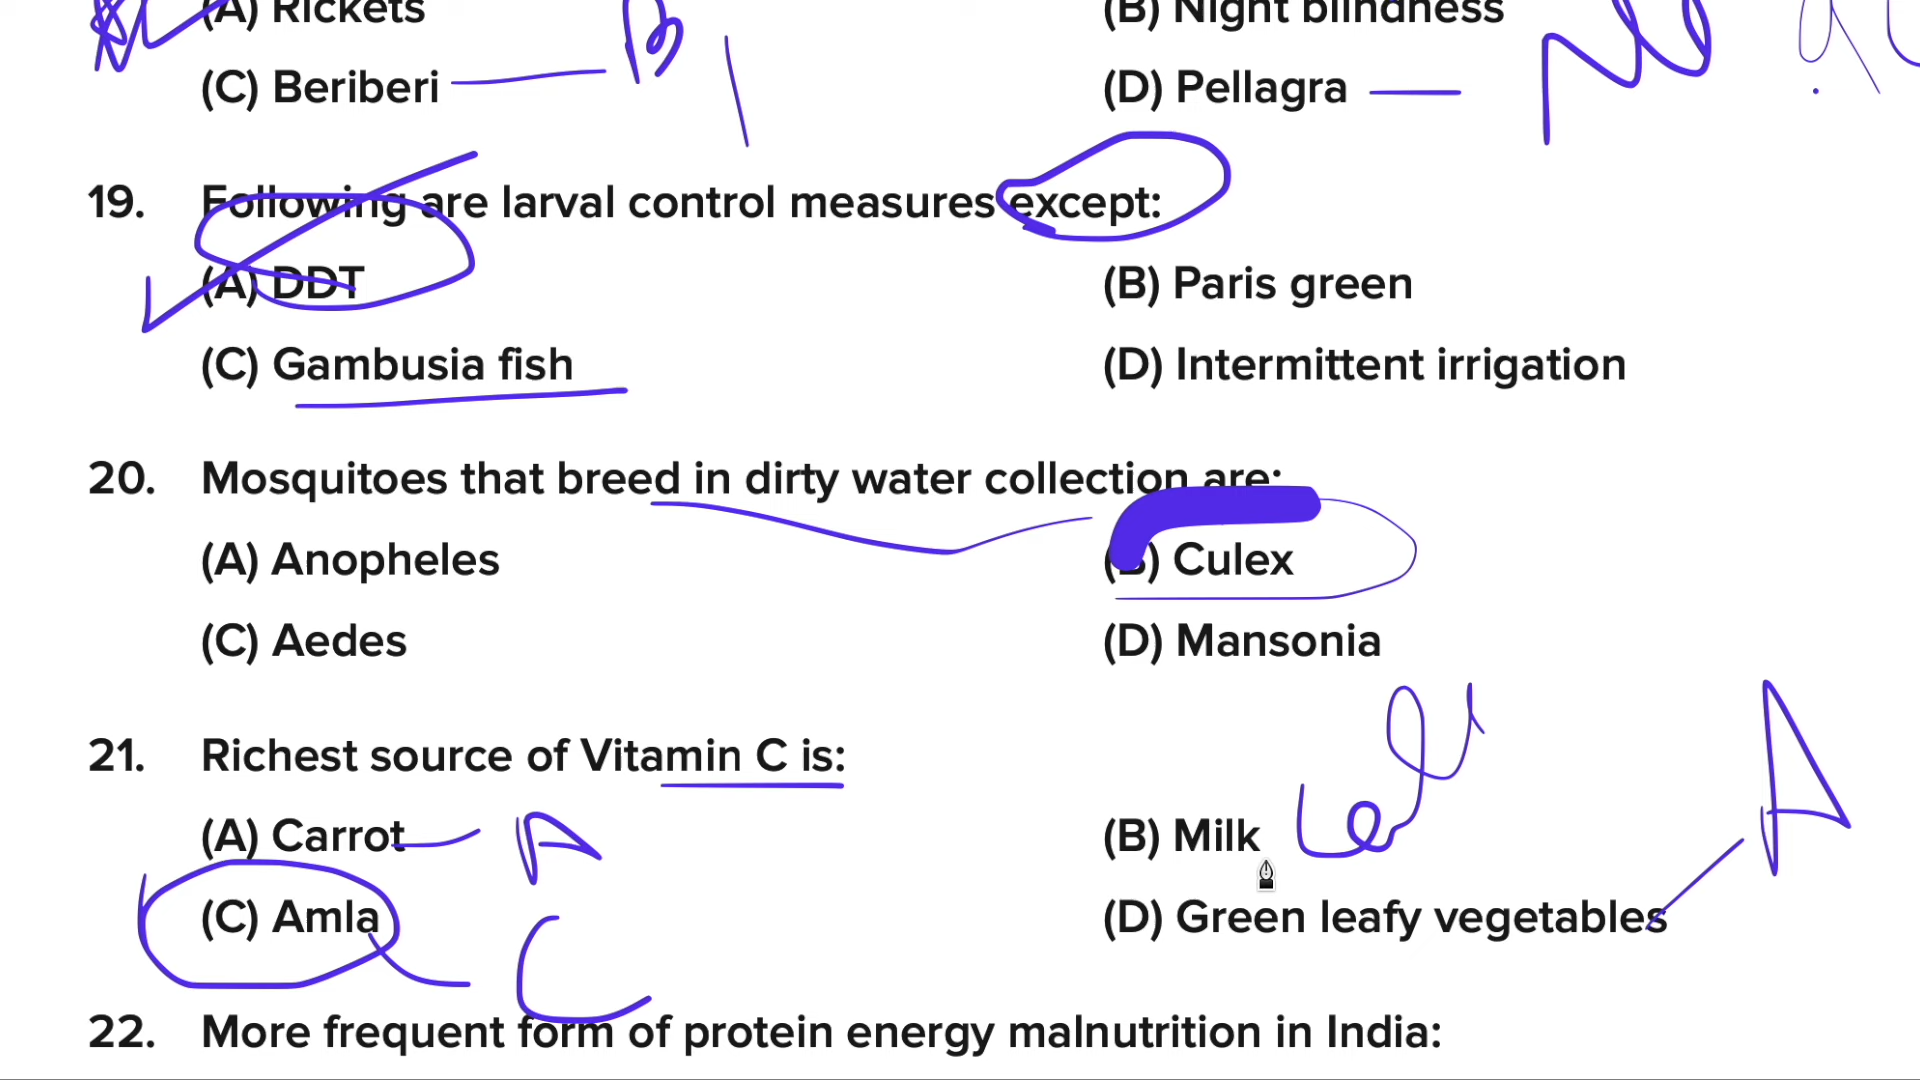 (A) Rickets (B) Night blindness
(C) Beriberi B1 (D) Pellagra
19. Following are larval control measures except:
(A) DDT (B) Paris green
(C) Gambusia fish (D) Intermittent irrigation
20. Mosquitoes that breed in dirty water collection are:
(A) Anopheles (B) Culex
(C) Aedes (D) Mansonia
21. Richest source of Vitamin C is:
(A) Carrot A (B) Milk
(C) Amla C (D) Green leafy vegetables A
22. More frequent form of protein energy malnutrition in India: